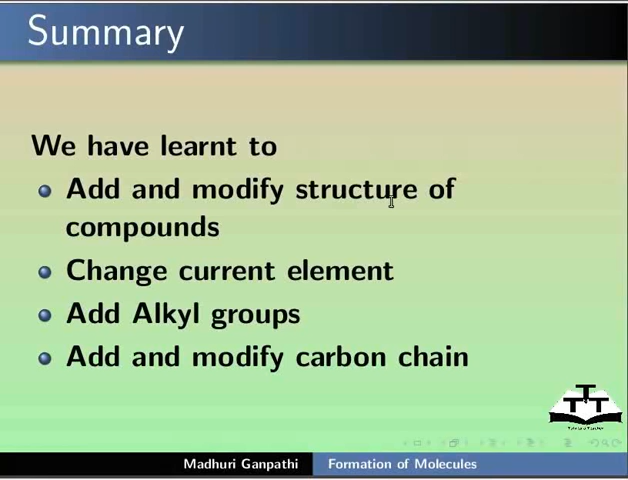 Summary
We have learnt to
Add and modify structure of
compounds
Change current element
Add Alkyl groups
Add and modify carbon chain
TTT
Madhuri Ganpathi
Formation of Molecules